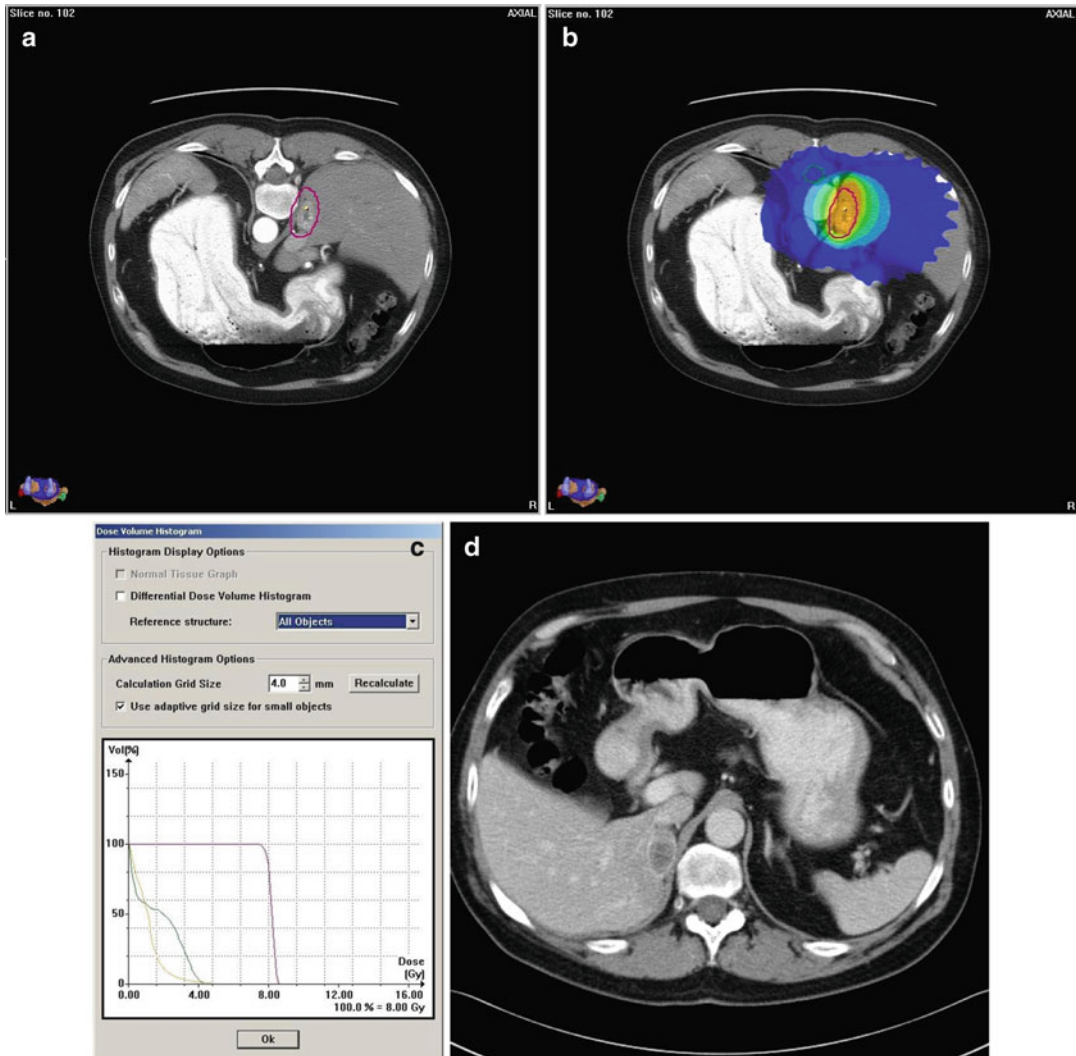 Slice no. 102
AXIAL
a
L
R
Slice no. 102
AXIAL
b
L
R
Dose Volume Histogram
c
Histogram Display Options
Normal Tissue Graph
Differential Dose Volume Histogram
Reference structure:
All Objects
Advanced Histogram Options
Calculation Grid Size
4.0
mm
Recalculate
Use adaptive grid size for small objects
Vol[%]
150
100
50
0
Dose
[Gy]
0.00
4.00
8.00
12.00
16.00
100.0 % = 8.00 Gy
Ok
d